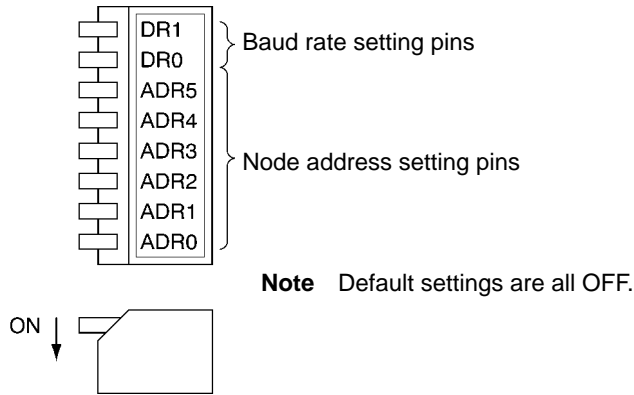 DR1
DR0
Baud rate setting pins
ADR5
ADR4
ADR3
ADR2
ADR1
ADR0
Node address setting pins
Note Default settings are all OFF.
ON